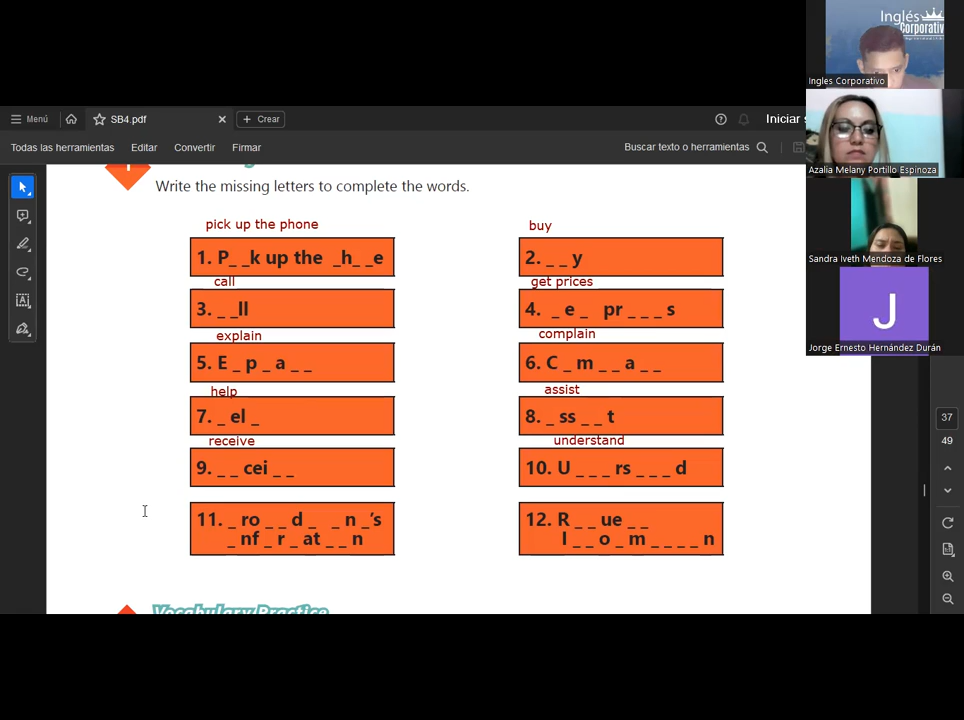 Inglés
Corporativo
Ingles Corporativo
Menú
SB4.pdf
Crear
Iniciar s
Todas las herramientas
Editar
Convertir
Firmar
Buscar texto o herramientas
Azalia Melany Portillo Espinoza
Write the missing letters to complete the words.
pick up the phone
buy
1. P_ _k up the _h_ _e
2. _ _ y
call
get prices
3. _ _ll
4. _ e _ pr _ _ _ s
explain
complain
5. E _ p _ a _ _
6. C _ m _ _ a _ _
help
assist
7. _ el _
8. _ ss _ _ t
receive
understand
9. _ _ cei _ _
10. U _ _ _ rs _ _ _ d
11. _ ro _ _ d _ _ n _'s
_ nf _ r _ at _ _ n
12. R _ _ ue _ _
I _ _ o _ m _ _ _ _ n
Vocabulary Practice
Sandra Iveth Mendoza de Flores
J
Jorge Ernesto Hernández Durán
37
49